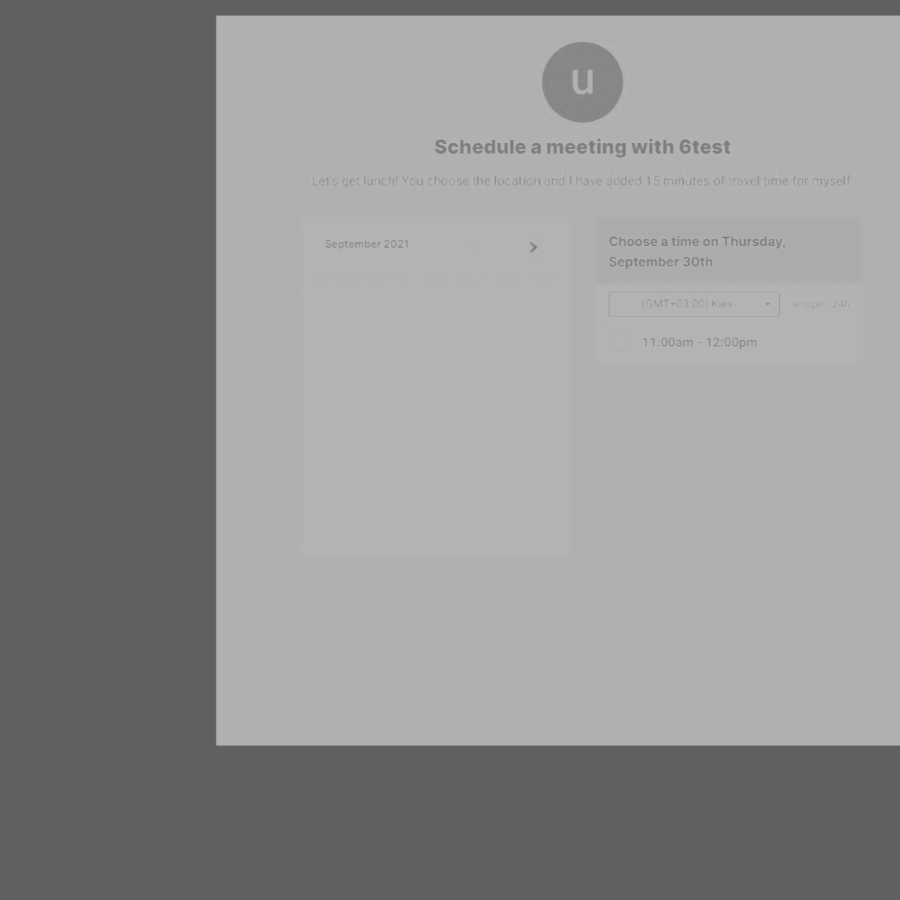 u
Schedule a meeting with 6test
Let's get lunch! You choose the location and I have added 15 minutes of travel time for myself.
September 2021
Choose a time on Thursday,
September 30th
(GMT+03:00) Kiev
am/pm 24h
11:00am - 12:00pm